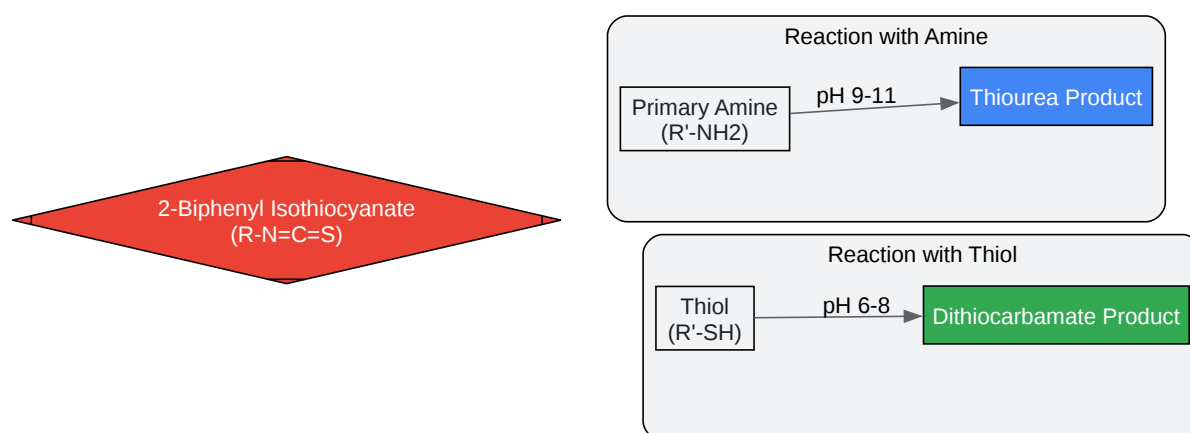 2-Biphenyl Isothiocyanate
(R-N=C=S)
Reaction with Amine
Primary Amine
(R'-NH2)
pH 9-11
Thiourea Product
Reaction with Thiol
Thiol
(R'-SH)
pH 6-8
Dithiocarbamate Product